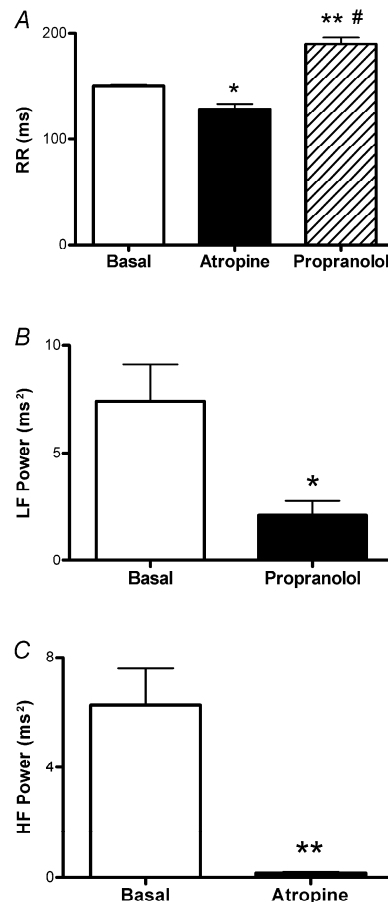 A
RR (ms)
200
100
0
*
** #
Basal Atropine Propranolol
B
LF Power (ms²)
10
5
0
*
Basal Propranolol
C
HF Power (ms²)
8
4
0
**
Basal Atropine